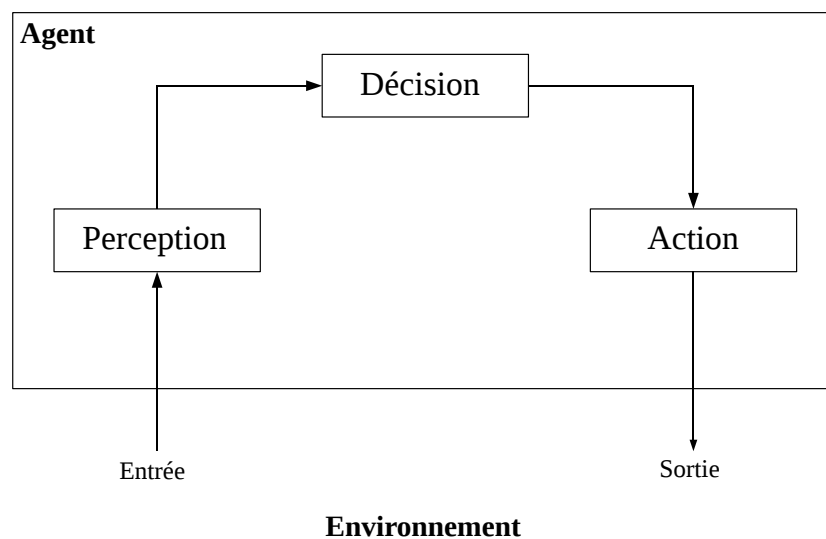 Agent
Décision
Perception
Action
Entrée
Sortie
Environnement